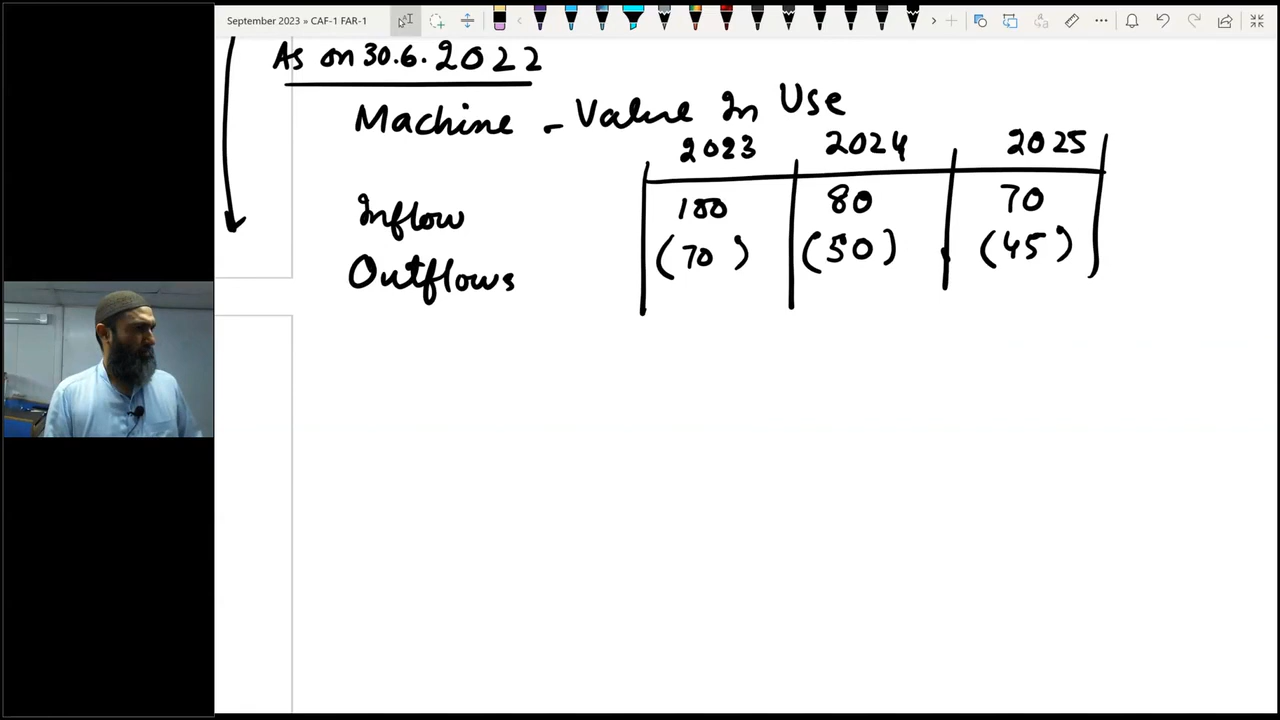 September 2023 » CAF-1 FAR-1
As on 30.6.2022
Machine - Value In Use
2023 2024 2025
Inflow 100 80 70
Outflows (70) (50) (45)